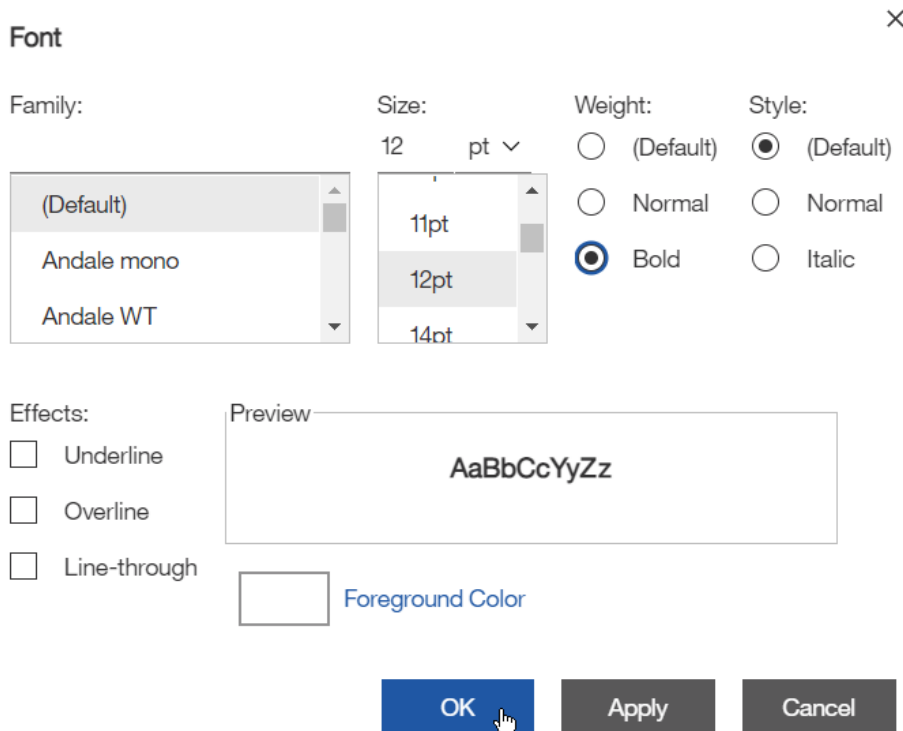 Font
Family: Size: Weight: Style:
12 pt (Default) (Default)
(Default) 11pt Normal Normal
Andale mono 12pt Bold Italic
Andale WT 14pt
Effects: Preview
Underline AaBbCcYyZz
Overline
Line-through
Foreground Color
OK Apply Cancel